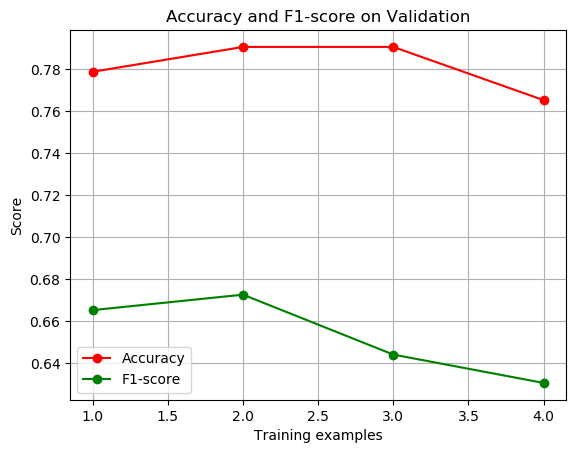 Accuracy and F1-score on Validation
0.78
0.76
0.74
0.72
0.70
0.68
0.66
0.64
Score
Accuracy
F1-score
1.0 1.5 2.0 2.5 3.0 3.5 4.0
Training examples